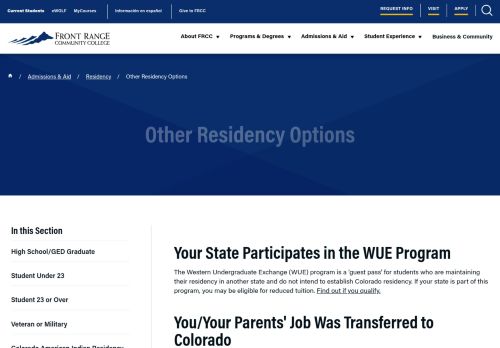 Current Students eWOLF MyCourses Información en español Give to FRCC REQUEST INFO VISIT APPLY
FRONT RANGE
COMMUNITY COLLEGE
About FRCC Programs & Degrees Admissions & Aid Student Experience Business & Community
/ Admissions & Aid / Residency / Other Residency Options
Other Residency Options
In this Section
High School/GED Graduate
Student Under 23
Student 23 or Over
Veteran or Military
Colorado American Indian Residency
Your State Participates in the WUE Program
The Western Undergraduate Exchange (WUE) program is a 'guest pass' for students who are maintaining
their residency in another state and do not intend to establish Colorado residency. If your state is part of this
program, you may be eligible for reduced tuition. Find out if you qualify.
You/Your Parents' Job Was Transferred to
Colorado